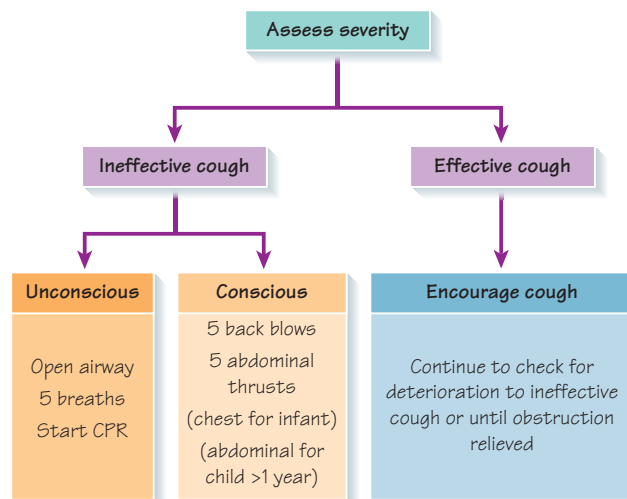 Assess severity
Ineffective cough
Effective cough
Unconscious
Open airway
5 breaths
Start CPR
Conscious
5 back blows
5 abdominal
thrusts
(chest for infant)
(abdominal for
child >1 year)
Encourage cough
Continue to check for
deterioration to ineffective
cough or until obstruction
relieved